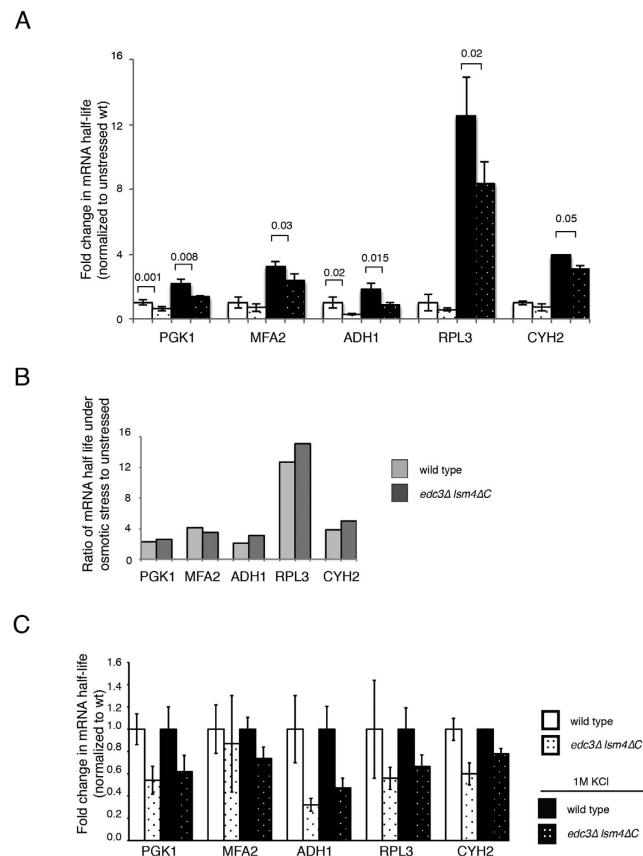 A
Fold change in mRNA half-life
(normalized to unstressed wt)
16
12
8
4
0
0.001
0.008
0.03
0.02
0.015
0.02
0.05
PGK1
MFA2
ADH1
RPL3
CYH2
B
Ratio of mRNA half life under
osmotic stress to unstressed
16
12
8
4
0
PGK1
MFA2
ADH1
RPL3
CYH2
wild type
edc3Δ lsm4ΔC
C
Fold change in mRNA half-life
(normalized to wt)
1.6
1.4
1.2
1.0
0.8
0.6
0.4
0.2
0.0
PGK1
MFA2
ADH1
RPL3
CYH2
wild type
edc3Δ lsm4ΔC
1M KCl
wild type
edc3Δ lsm4ΔC